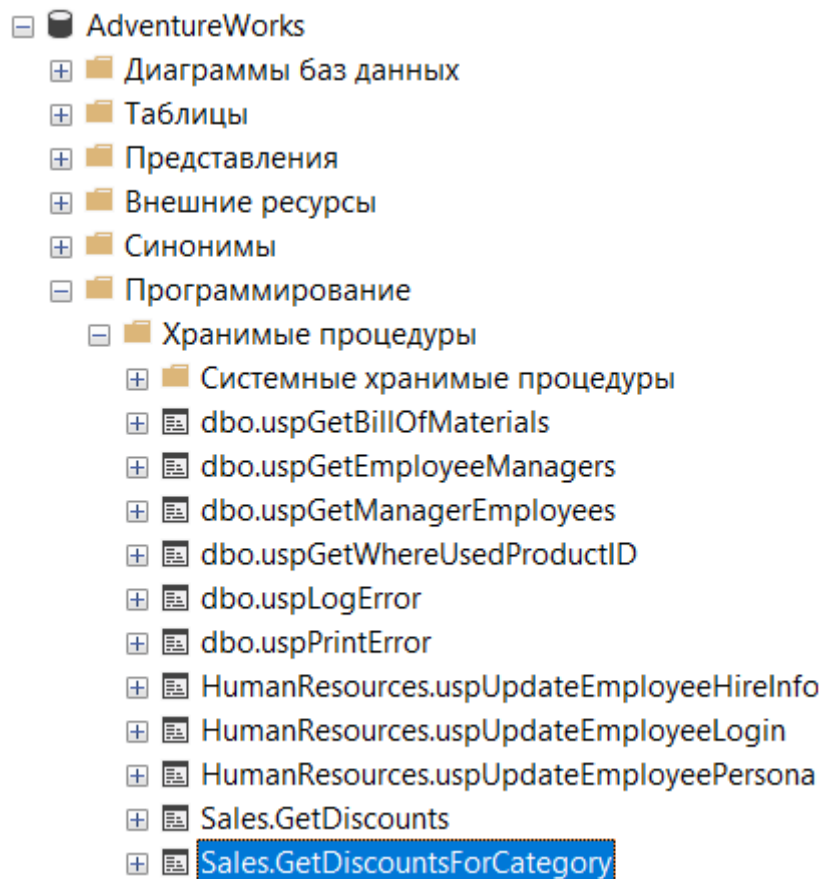 AdventureWorks
Диаграммы баз данных
Таблицы
Представления
Внешние ресурсы
Синонимы
Программирование
Хранимые процедуры
Системные хранимые процедуры
dbo.uspGetBillOfMaterials
dbo.uspGetEmployeeManagers
dbo.uspGetManagerEmployees
dbo.uspGetWhereUsedProductID
dbo.uspLogError
dbo.uspPrintError
HumanResources.uspUpdateEmployeeHireInfo
HumanResources.uspUpdateEmployeeLogin
HumanResources.uspUpdateEmployeePersona
Sales.GetDiscounts
Sales.GetDiscountsForCategory